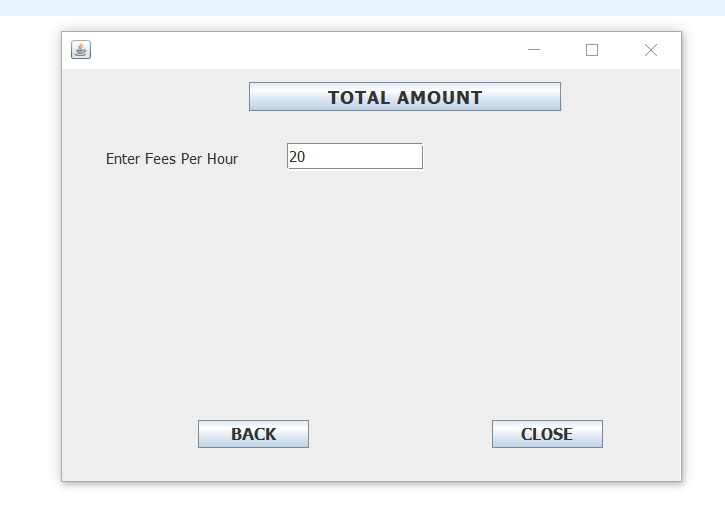 TOTAL AMOUNT
Enter Fees Per Hour 20
BACK CLOSE